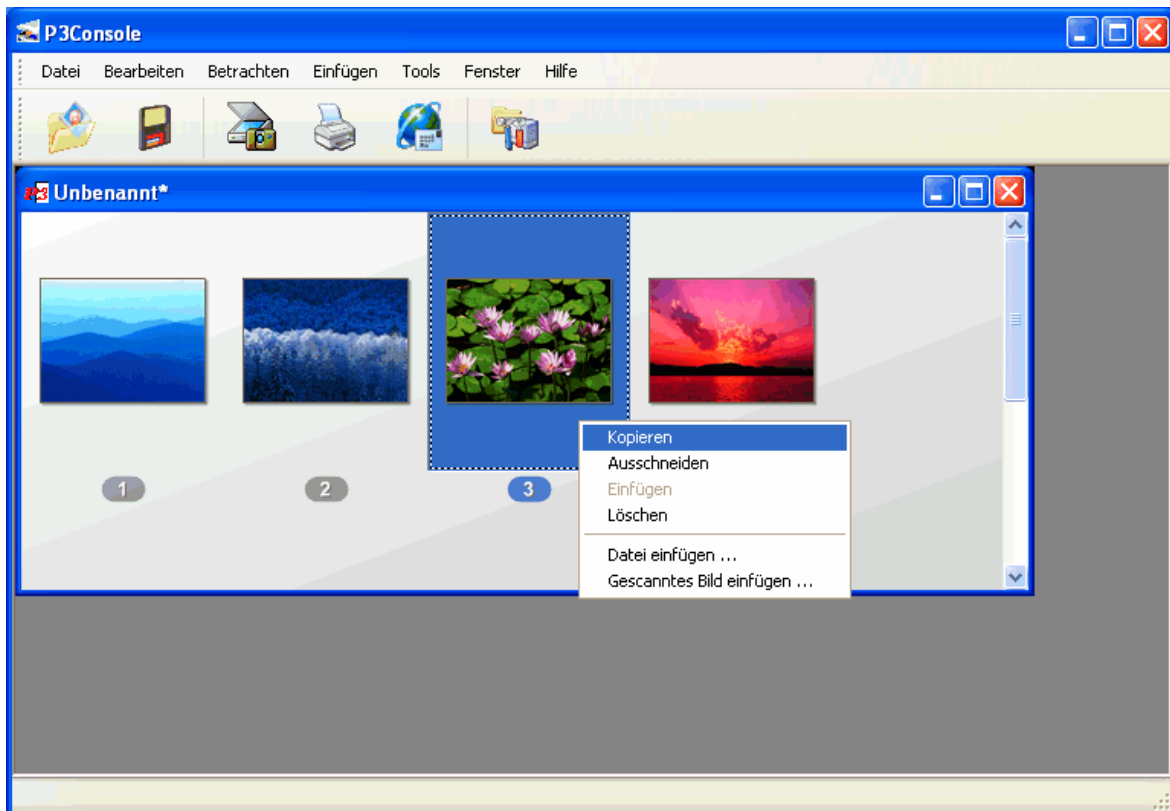 P3Console
Datei Bearbeiten Betrachten Einfügen Tools Fenster Hilfe
P3 Unbenannt*
1 2 3
Kopieren
Ausschneiden
Einfügen
Löschen
Datei einfügen ...
Gescanntes Bild einfügen ...